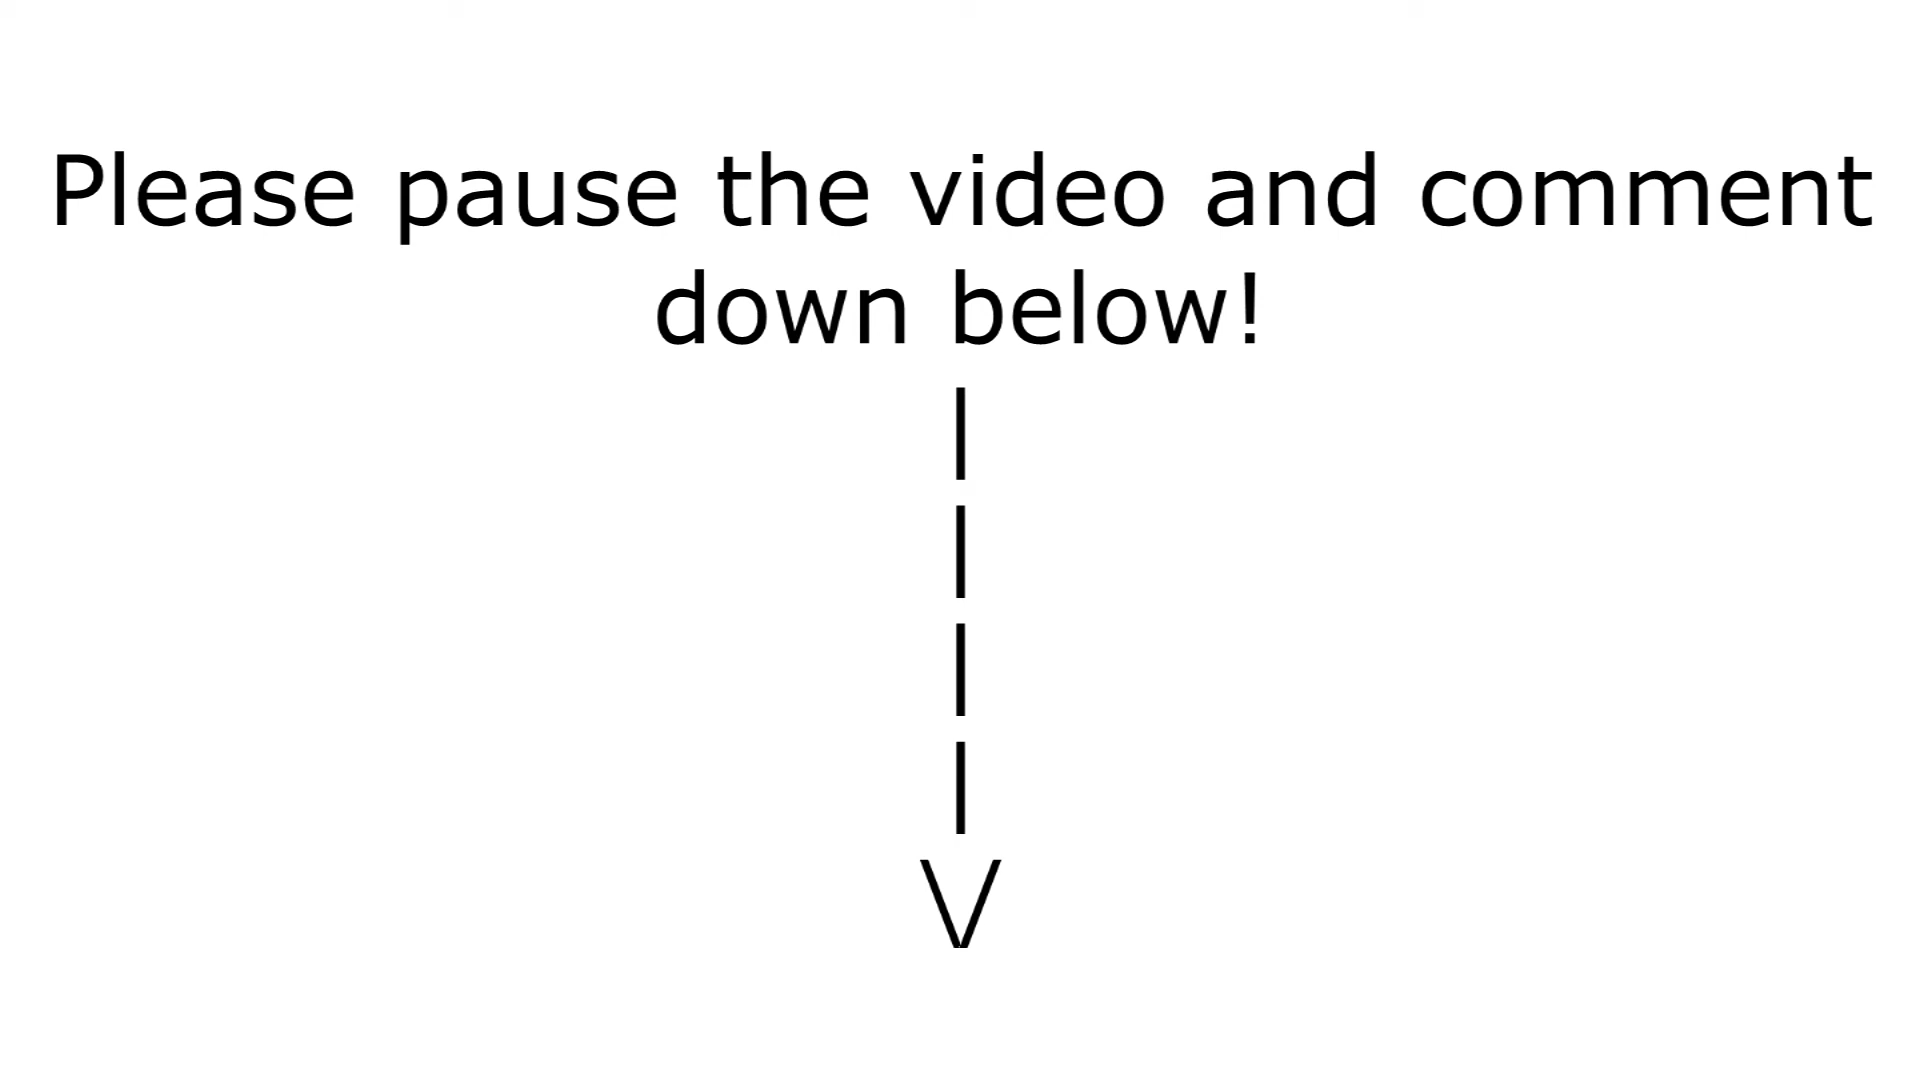 Please pause the video and comment
down below!
|
|
|
|
\/